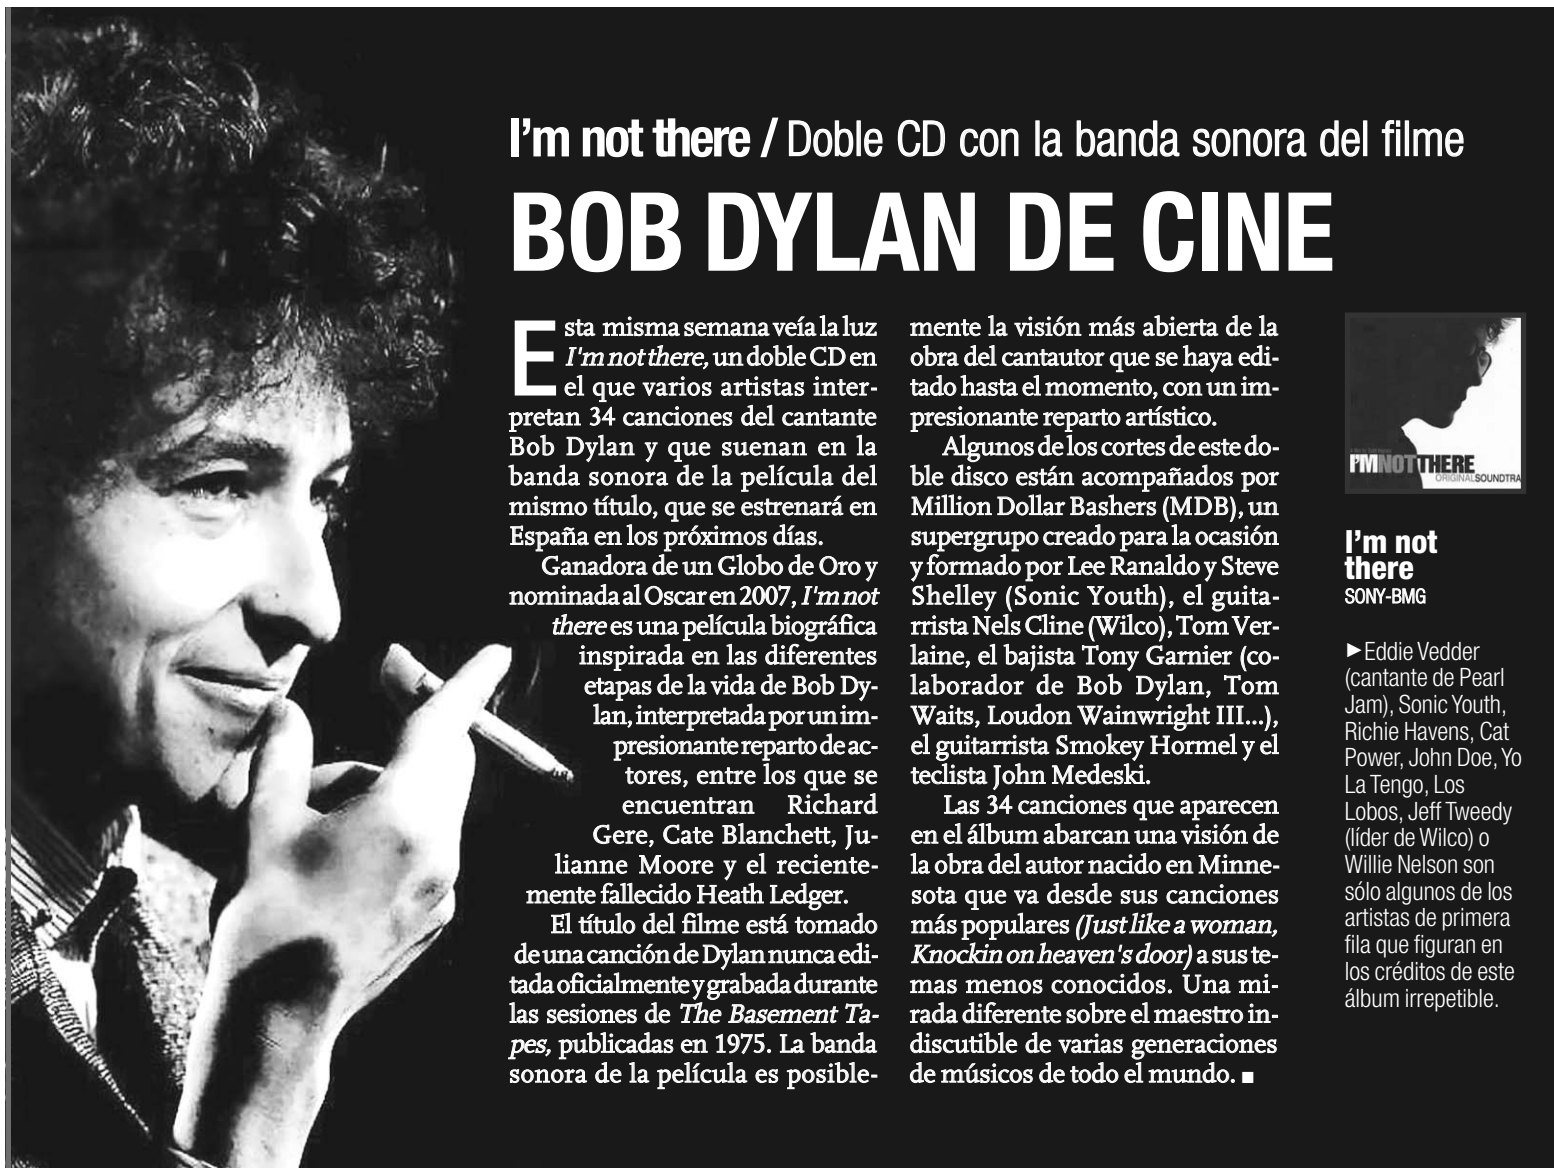 I'm not there / Doble CD con la banda sonora del filme
BOB DYLAN DE CINE
Esta misma semana veía la luz
I'm not there, un doble CD en
el que varios artistas inter-
pretan 34 canciones del cantante
Bob Dylan y que suenan en la
banda sonora de la película del
mismo título, que se estrenará en
España en los próximos días.
Ganadora de un Globo de Oro y
nominada al Oscar en 2007, I'm not
there es una película biográfica
inspirada en las diferentes
etapas de la vida de Bob Dy-
lan, interpretada por un im-
presionante reparto de ac-
tores, entre los que se
encuentran Richard
Gere, Cate Blanchett, Ju-
lianne Moore y el reciente-
mente fallecido Heath Ledger.
El título del filme está tomado
de una canción de Dylan nunca edi-
tada oficialmente y grabada durante
las sesiones de The Basement Ta-
pes, publicadas en 1975. La banda
sonora de la película es posible-
mente la visión más abierta de la
obra del cantautor que se haya edi-
tado hasta el momento, con un im-
presionante reparto artístico.
Algunos de los cortes de este do-
ble disco están acompañados por
Million Dollar Bashers (MDB), un
supergrupo creado para la ocasión
y formado por Lee Ranaldo y Steve
Shelley (Sonic Youth), el guita-
rrista Nels Cline (Wilco), Tom Ver-
laine, el bajista Tony Garnier (co-
laborador de Bob Dylan, Tom
Waits, Loudon Wainwright III...),
el guitarrista Smokey Hormel y el
teclista John Medeski.
Las 34 canciones que aparecen
en el álbum abarcan una visión de
la obra del autor nacido en Minne-
sota que va desde sus canciones
más populares (Just like a woman,
Knockin on heaven's door) a sus te-
mas menos conocidos. Una mi-
rada diferente sobre el maestro in-
discutible de varias generaciones
de músicos de todo el mundo. ■
I'MNOTTHERE
ORIGINALSOUNDTRA
I'm not
there
SONY-BMG
►Eddie Vedder
(cantante de Pearl
Jam), Sonic Youth,
Richie Havens, Cat
Power, John Doe, Yo
La Tengo, Los
Lobos, Jeff Tweedy
(líder de Wilco) o
Willie Nelson son
sólo algunos de los
artistas de primera
fila que figuran en
los créditos de este
álbum irrepetible.